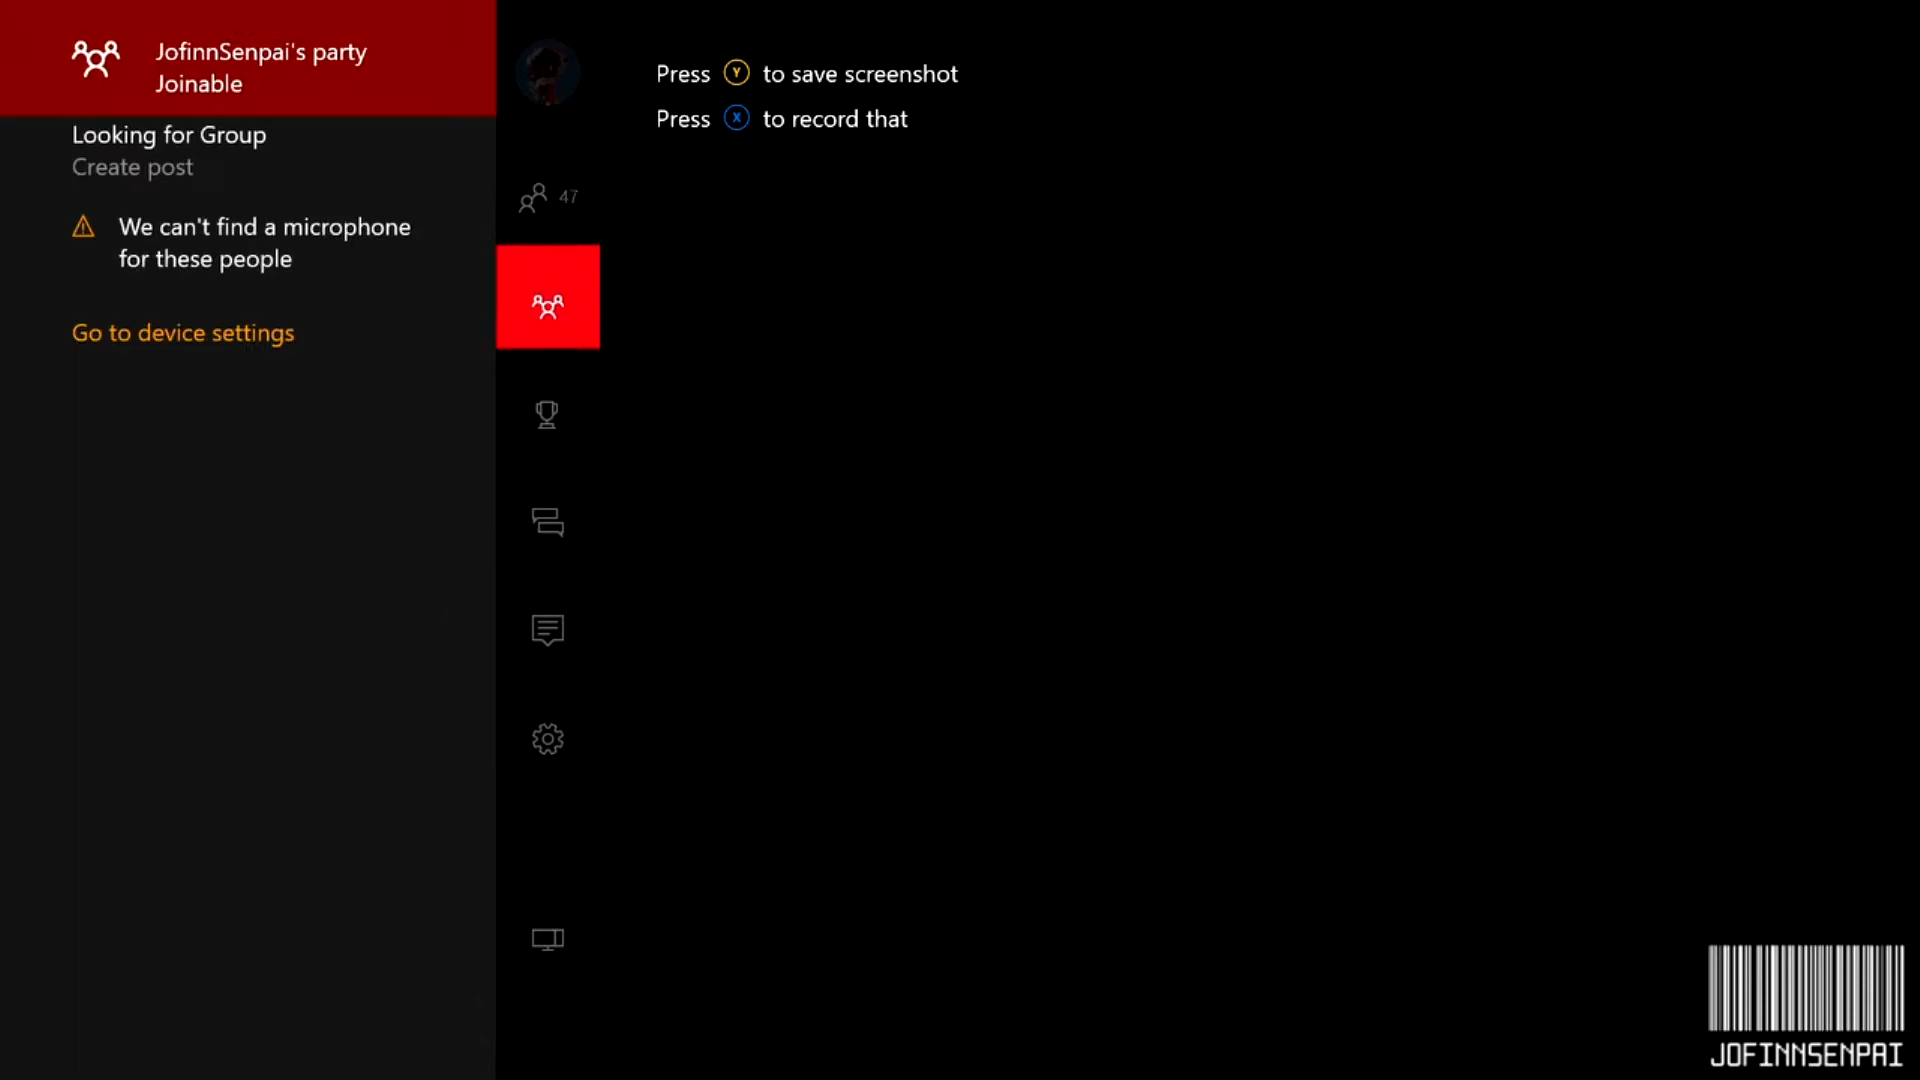 JofinnSenpai's party
Joinable
Looking for Group
Create post
We can't find a microphone
for these people
Go to device settings
47
Press Y to save screenshot
Press X to record that
JOFINNSENPAI